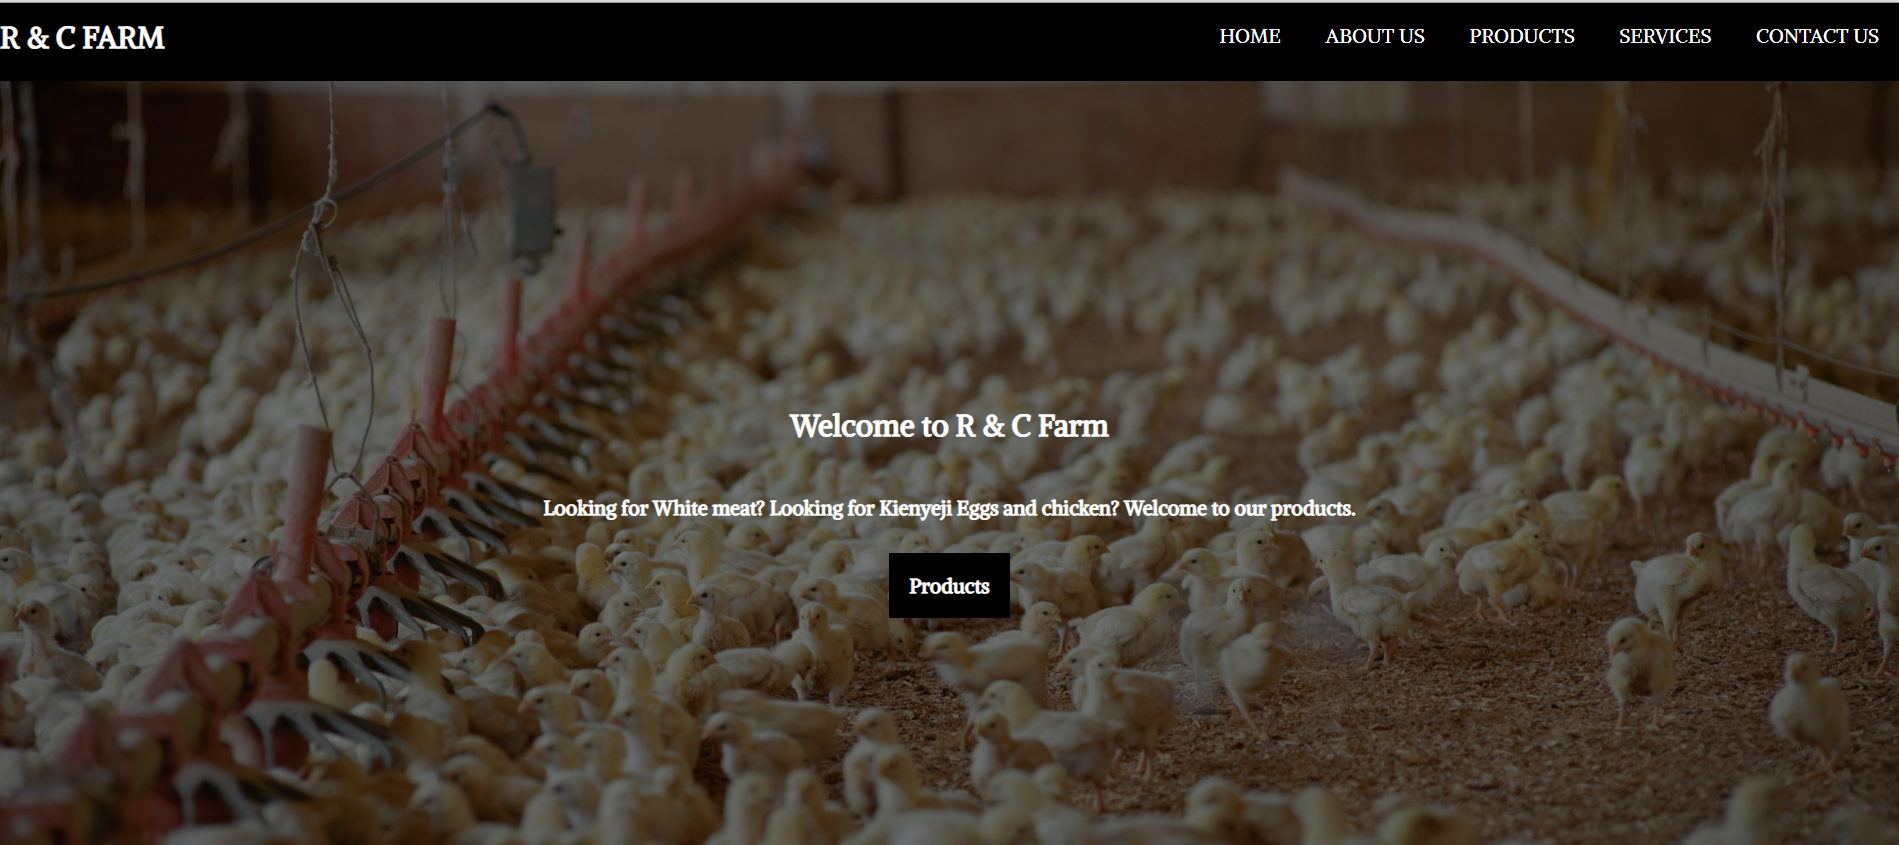 R & C FARM
HOME ABOUT US PRODUCTS SERVICES CONTACT US
Welcome to R & C Farm
Looking for White meat? Looking for Kienyeji Eggs and chicken? Welcome to our products.
Products